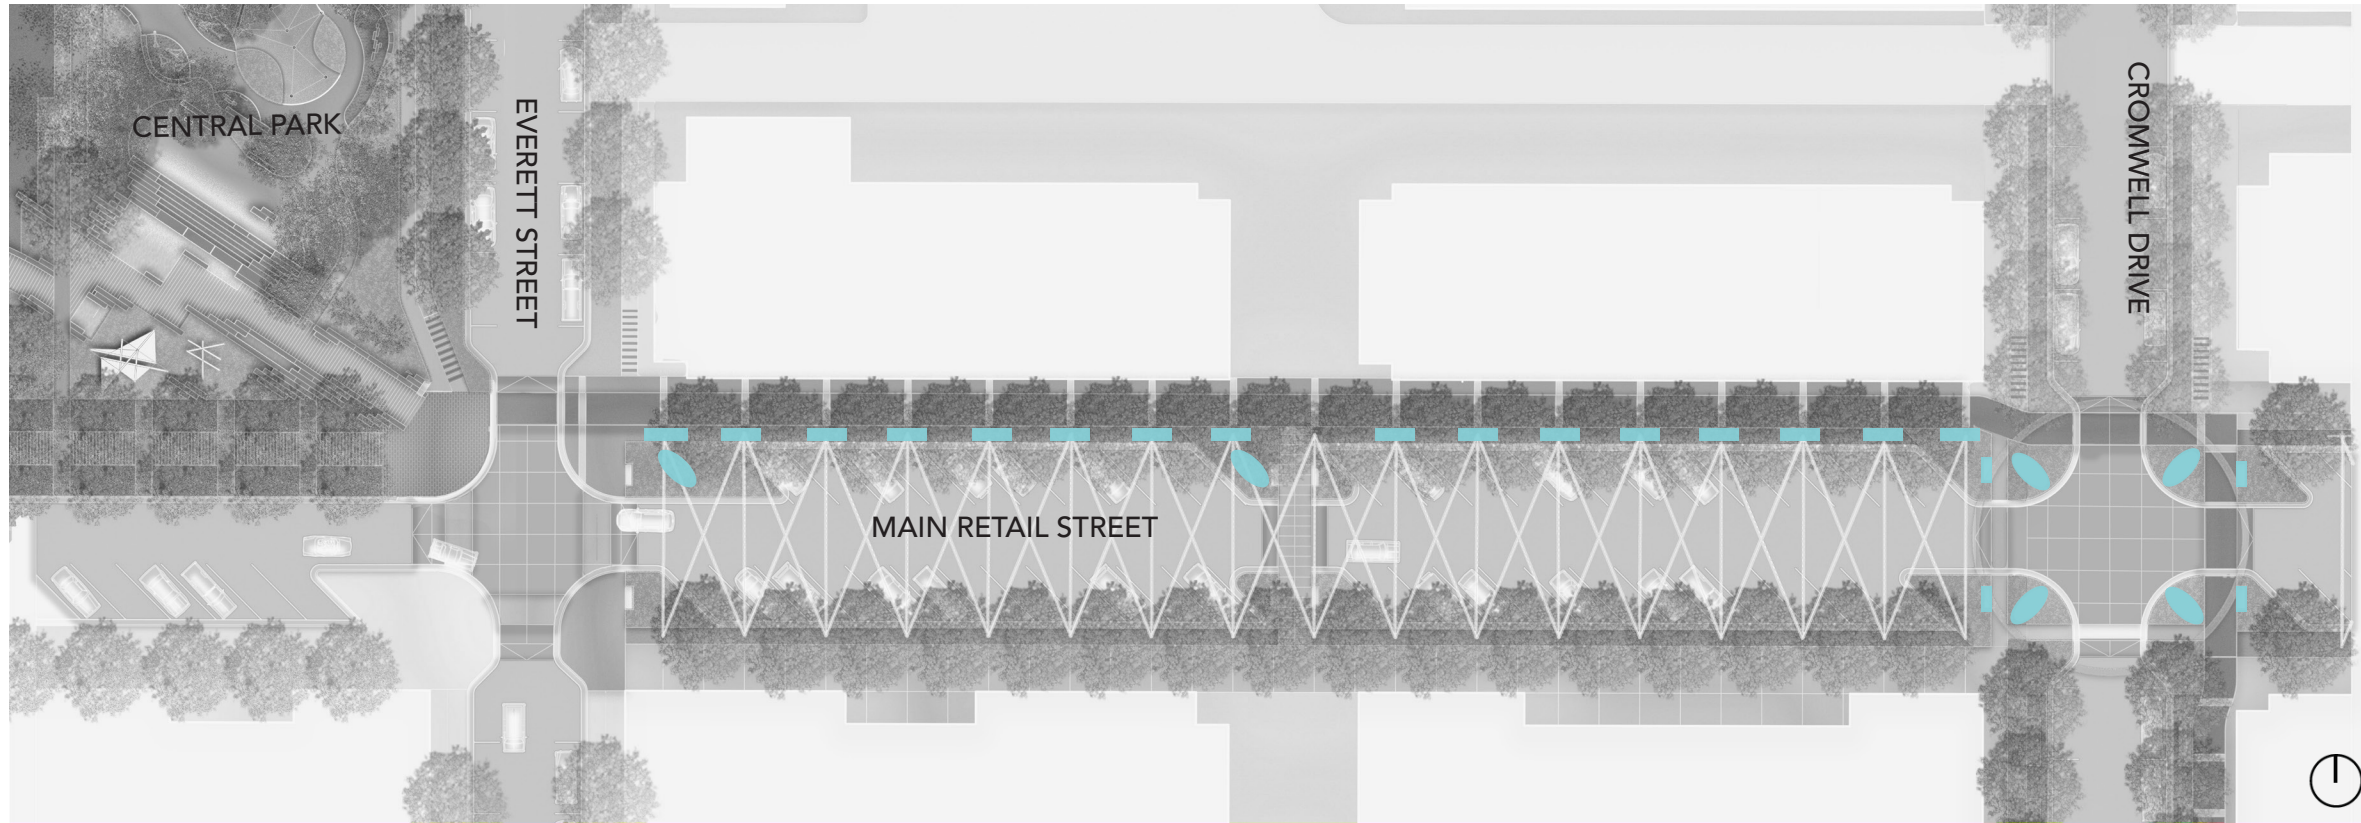 CENTRAL PARK
EVERETT STREET
CROMWELL DRIVE
MAIN RETAIL STREET